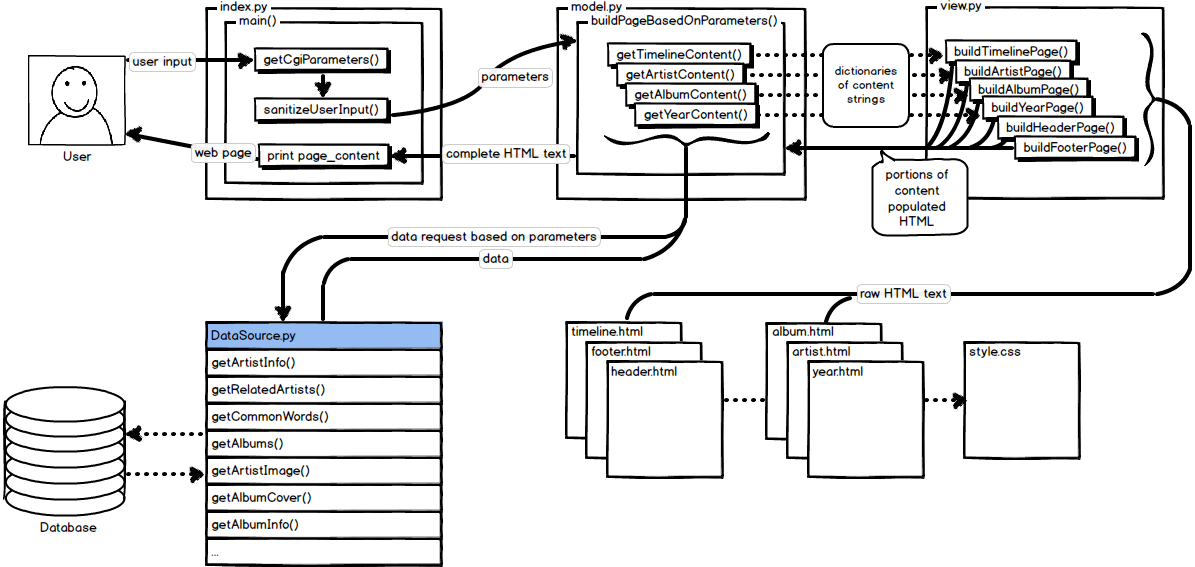 index.py
main()
user input
getCgiParameters()
sanitizeUserInput()
User
web page
print page_content
parameters
complete HTML text
model.py
buildPageBasedOnParameters()
getTimelineContent()
getArtistContent()
getAlbumContent()
getYearContent()
dictionaries
of content
strings
view.py
buildTimelinePage()
buildArtistPage()
buildAlbumPage()
buildYearPage()
buildHeaderPage()
buildFooterPage()
portions of
content
populated
HTML
data request based on parameters
data
raw HTML text
DataSource.py
getArtistInfo()
getRelatedArtists()
getCommonWords()
getAlbums()
getArtistImage()
getAlbumCover()
getAlbumInfo()
...
Database
timeline.html
footer.html
header.html
album.html
artist.html
year.html
style.css